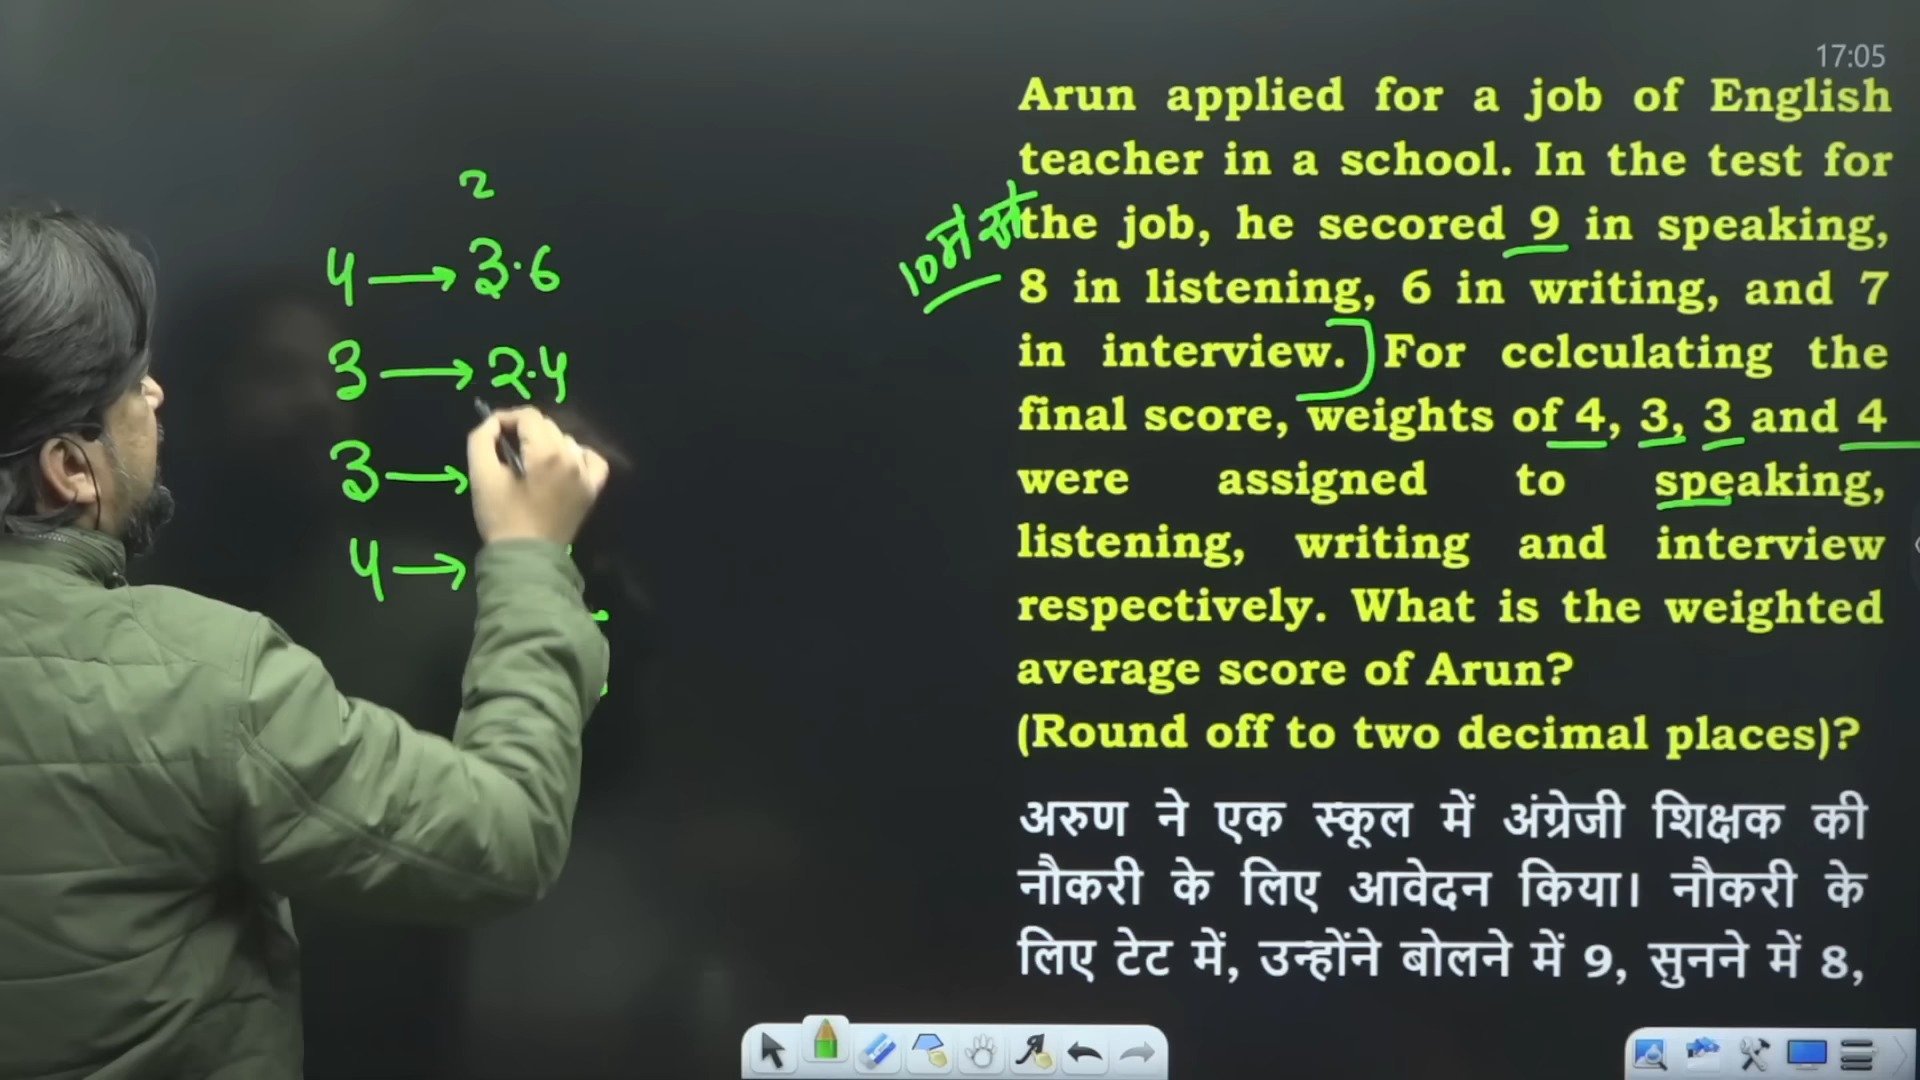 17:05
Arun applied for a job of English
teacher in a school. In the test for
the job, he secored 9 in speaking,
8 in listening, 6 in writing, and 7
in interview. For cclculating the
final score, weights of 4, 3, 3 and 4
were assigned to speaking,
listening, writing and interview
respectively. What is the weighted
average score of Arun?
(Round off to two decimal places)?
अरुण ने एक स्कूल में अंग्रेजी शिक्षक की
नौकरी के लिए आवेदन किया। नौकरी के
लिए टेट में, उन्होंने बोलने में 9, सुनने में 8,
10 में से
2
4 → 3.6
3 → 2.4
3 →
4 →